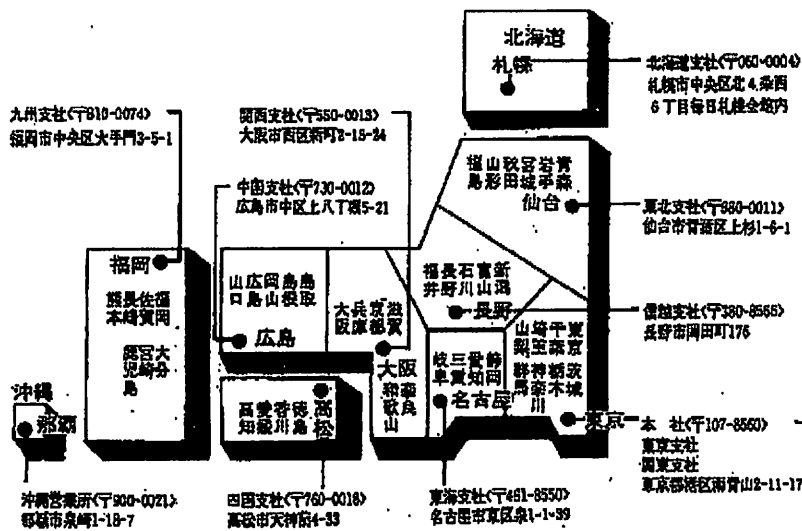 北海道
札幌
北海道支社〈〒060-0004〉
札幌市中央区北4条西
6丁目毎日札幌会館内
九州支社〈〒810-0074〉
福岡市中央区大手門3-5-1
関西支社〈〒550-0013〉
大阪市西区新町2-15-24
中国支社〈〒730-0012〉
広島市中区上八丁堀5-21
福島 山形 秋田 宮城 岩手 青森
仙台
東北支社〈〒980-0011〉
仙台市青葉区上杉1-6-1
福岡
熊本 長崎 佐賀 福岡
鹿児島 宮崎 大分
山口 広島 岡山 島根 鳥取
広島
大阪 兵庫 京都 滋賀
大阪
和歌山 奈良
福井 長野 石川 富山 新潟
長野
信越支社〈〒380-8565〉
長野市岡田町176
岐阜 三重 愛知 静岡
名古屋
山梨 埼玉 千葉 東京
群馬 神奈川 栃木 茨城
東京
本 社〈〒107-8560〉
東京支社
関東支社
東京都港区南青山2-11-17
沖縄
那覇
高知 愛媛 香川 徳島
高松
沖縄営業所〈〒900-0021〉
那覇市泉崎1-18-7
四国支社〈〒760-0018〉
高松市天神前4-33
東海支社〈〒461-8550〉
名古屋市東区泉1-1-39